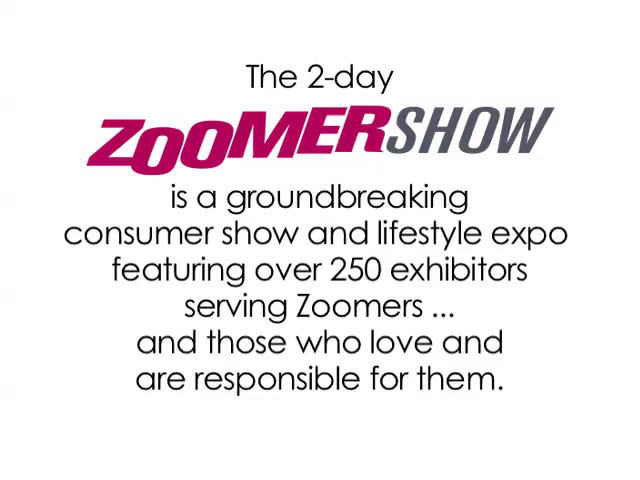 The 2-day
ZOOMERSHOW
is a groundbreaking
consumer show and lifestyle expo
featuring over 250 exhibitors
serving Zoomers ...
and those who love and
are responsible for them.